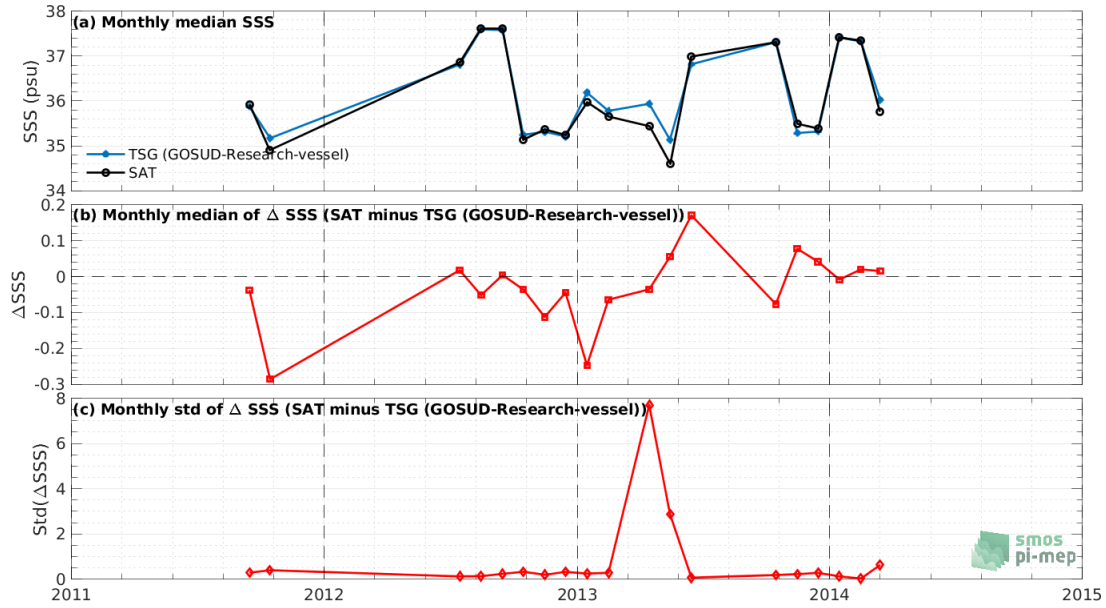 (a) Monthly median SSS
38
37
36
35
34
SSS (psu)
TSG (GOSUD-Research-vessel)
SAT
(b) Monthly median of Δ SSS (SAT minus TSG (GOSUD-Research-vessel))
0.2
0.1
0
-0.1
-0.2
-0.3
ΔSSS
(c) Monthly std of Δ SSS (SAT minus TSG (GOSUD-Research-vessel))
8
6
4
2
0
Std(ΔSSS)
smos
pi-mep
2011 2012 2013 2014 2015